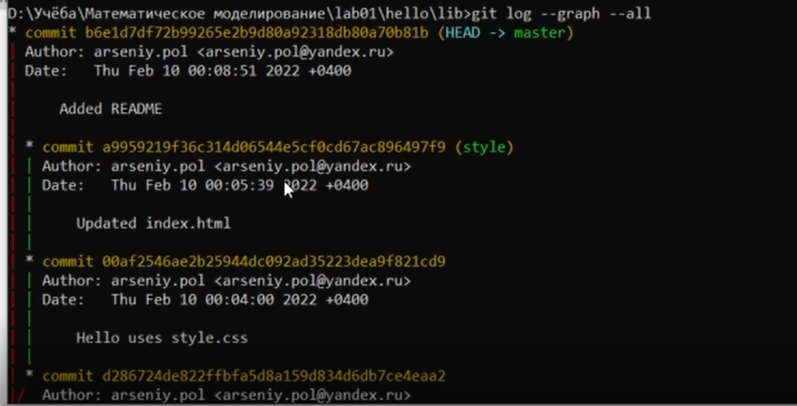 D:\Учёба\Математическое моделирование\lab01\hello\lib>git log --graph --all
* commit b6e1d7df72b99265e2b9d80a92318db80a70b81b (HEAD -> master)
| Author: arseniy.pol <arseniy.pol@yandex.ru>
| Date:   Thu Feb 10 00:08:51 2022 +0400
|
|     Added README
|
| * commit a9959219f36c314d06544e5cf0cd67ac896497f9 (style)
| | Author: arseniy.pol <arseniy.pol@yandex.ru>
| | Date:   Thu Feb 10 00:05:39 2022 +0400
| |
| |     Updated index.html
| |
| * commit 00af2546ae2b25944dc092ad35223dea9f821cd9
| | Author: arseniy.pol <arseniy.pol@yandex.ru>
| | Date:   Thu Feb 10 00:04:00 2022 +0400
| |
| |     Hello uses style.css
| |
| * commit d286724de822ffbfa5d8a159d834d6db7ce4eaa2
|/  Author: arseniy.pol <arseniy.pol@yandex.ru>